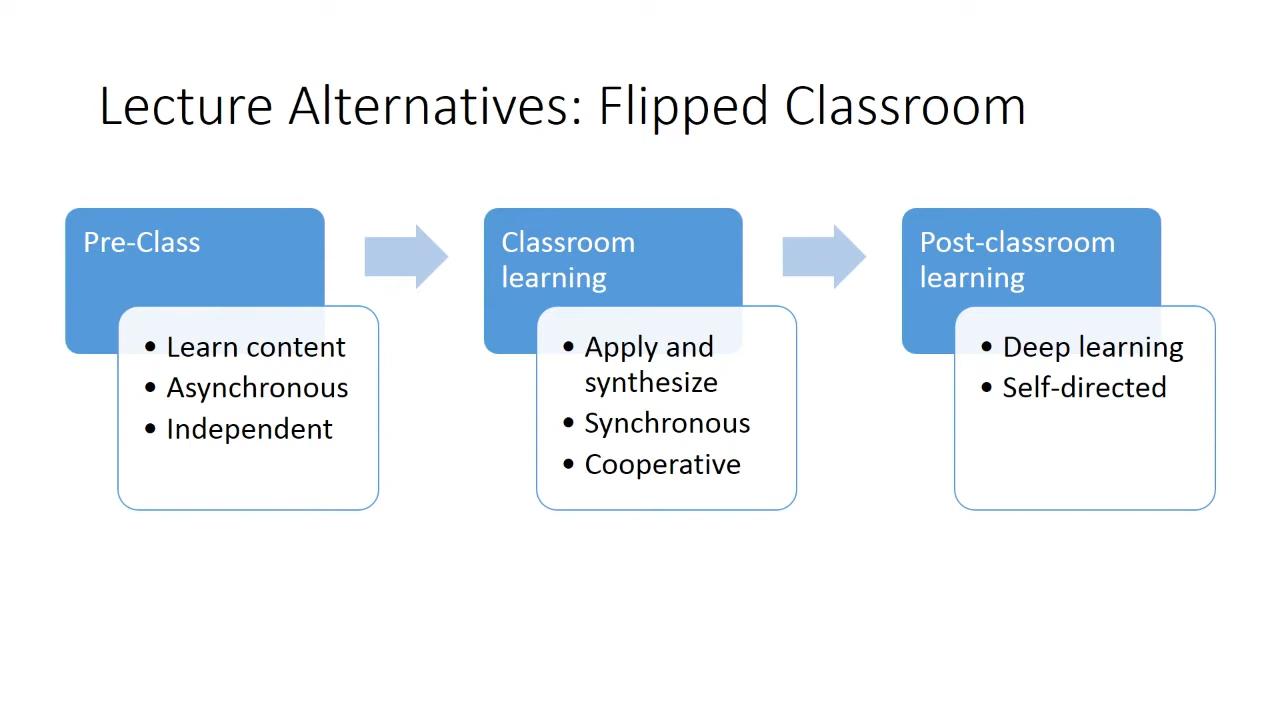 Lecture Alternatives: Flipped Classroom
Pre-Class
• Learn content
• Asynchronous
• Independent
Classroom
learning
• Apply and
synthesize
• Synchronous
• Cooperative
Post-classroom
learning
• Deep learning
• Self-directed